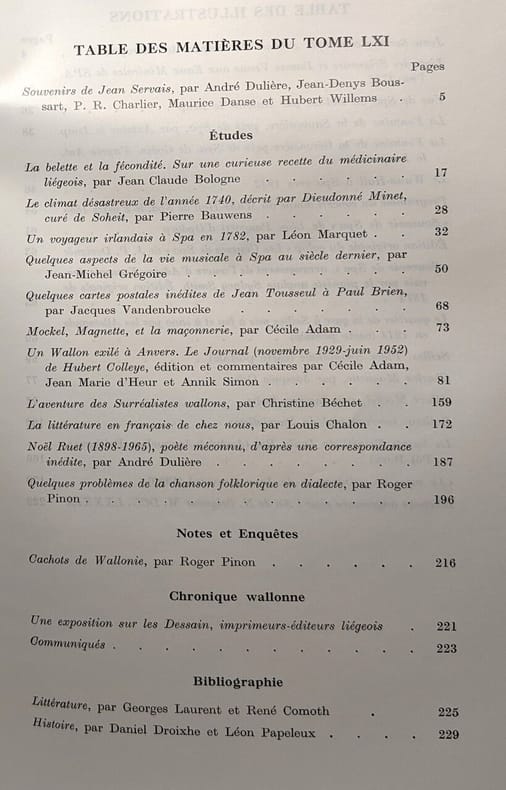 TABLE DES MATIÈRES DU TOME LXI
Pages
Souvenirs de Jean Servais, par André Dulière, Jean-Denys Bous-
sart, P. R. Charlier, Maurice Danse et Hubert Willems . 5
Études
La belette et la fécondité. Sur une curieuse recette du médicinaire
liégeois, par Jean Claude Bologne . . . . . 17
Le climat désastreux de l'année 1740, décrit par Dieudonné Minet,
curé de Soheit, par Pierre Bauwens . . . . . . 28
Un voyageur irlandais à Spa en 1782, par Léon Marquet . . 32
Quelques aspects de la vie musicale à Spa au siècle dernier, par
Jean-Michel Grégoire . . . . . . . . 50
Quelques cartes postales inédites de Jean Tousseul à Paul Brien,
par Jacques Vandenbroucke . . . . . . 68
Mockel, Magnette, et la maçonnerie, par Cécile Adam . . . 73
Un Wallon exilé à Anvers. Le Journal (novembre 1929-juin 1952)
de Hubert Colleye, édition et commentaires par Cécile Adam,
Jean Marie d'Heur et Annik Simon . . . . . 81
L'aventure des Surréalistes wallons, par Christine Béchet . . 159
La littérature en français de chez nous, par Louis Chalon . . 172
Noël Ruet (1898-1965), poète méconnu, d'après une correspondance
inédite, par André Dulière . . . . . . . 187
Quelques problèmes de la chanson folklorique en dialecte, par Roger
Pinon . . . . . . . . . . . . 196
Notes et Enquêtes
Cachots de Wallonie, par Roger Pinon . . . . . 216
Chronique wallonne
Une exposition sur les Dessain, imprimeurs-éditeurs liégeois . 221
Communiqués . . . . . . . . . . . 223
Bibliographie
Littérature, par Georges Laurent et René Comoth . 225
Histoire, par Daniel Droixhe et Léon Papeleux . . . . 229